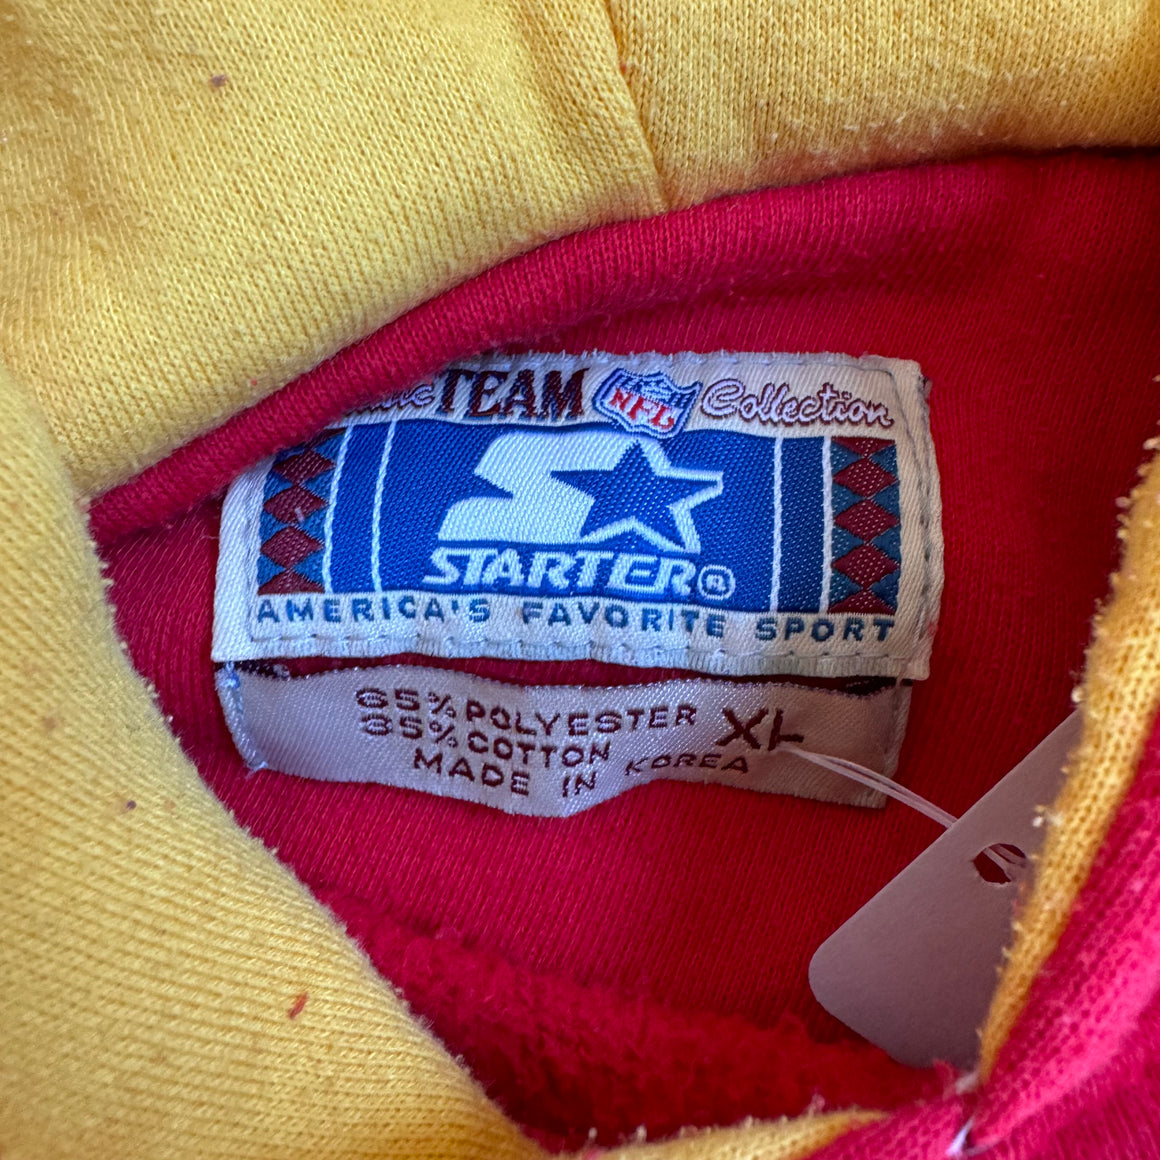 TEAM NFL Collection
STARTER®
AMERICA'S FAVORITE SPORT
65% POLYESTER XL
35% COTTON
MADE IN KOREA